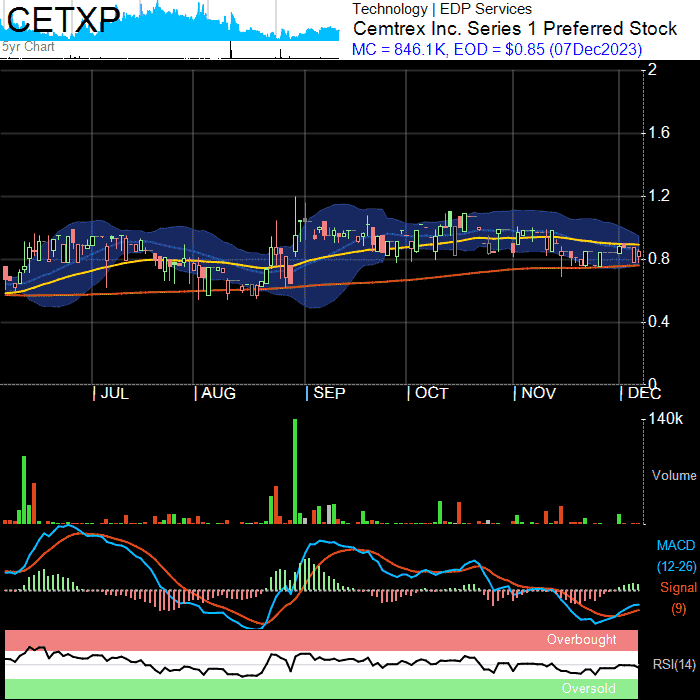 CETXP
5yr Chart
Technology | EDP Services
Cemtrex Inc. Series 1 Preferred Stock
MC = 846.1K, EOD = $0.85 (07Dec2023)
2
1.6
1.2
0.8
0.4
0
| JUL | AUG | SEP | OCT | NOV | DEC
140k
Volume
MACD
(12-26)
Signal
(9)
Overbought
RSI(14)
Oversold